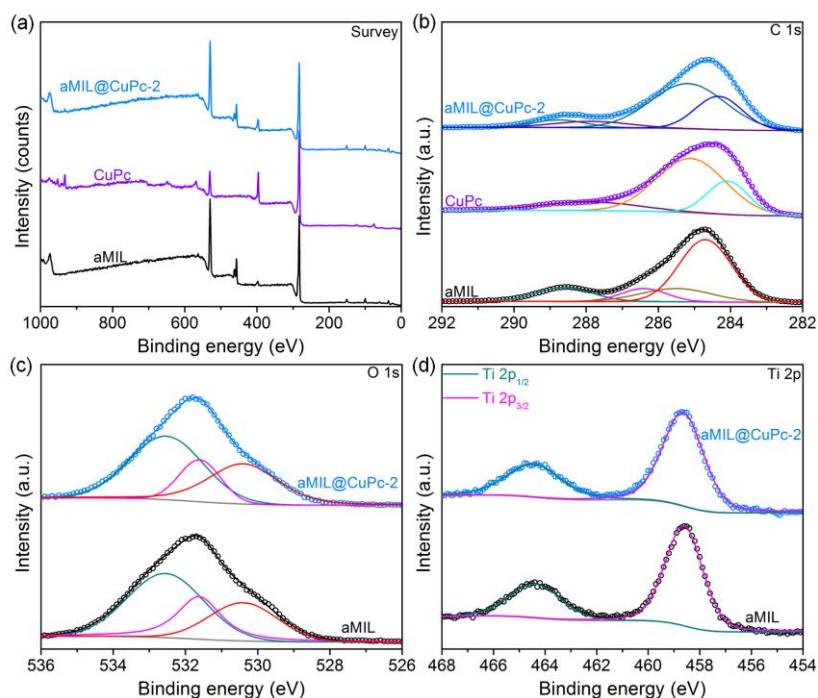 (a)
Survey
aMIL@CuPc-2
CuPc
aMIL
Intensity (counts)
1000 800 600 400 200 0
Binding energy (eV)
(b)
C 1s
aMIL@CuPc-2
CuPc
aMIL
Intensity (a.u.)
292 290 288 286 284 282
Binding energy (eV)
(c)
O 1s
aMIL@CuPc-2
aMIL
Intensity (a.u.)
536 534 532 530 528 526
Binding energy (eV)
(d)
Ti 2p
Ti 2p1/2
Ti 2p3/2
aMIL@CuPc-2
aMIL
Intensity (a.u.)
468 466 464 462 460 458 456 454
Binding energy (eV)